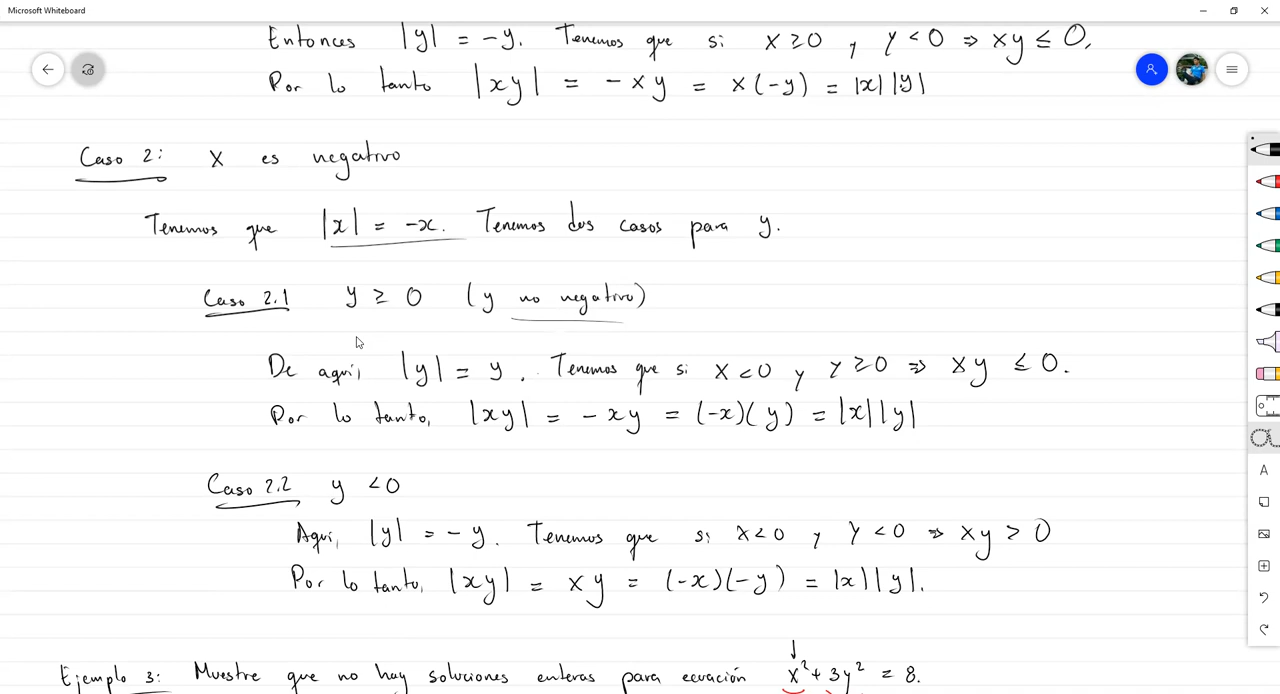 Microsoft Whiteboard
Entonces |y| = -y. Tenemos que si x ≥ 0 y y < 0 ⇒ xy ≤ 0.
Por lo tanto |xy| = -xy = x(-y) = |x||y|
Caso 2: x es negativo
Tenemos que |x| = -x. Tenemos dos casos para y.
Caso 2.1 y ≥ 0 (y no negativo)
De aquí, |y| = y. Tenemos que si x < 0 y y ≥ 0 ⇒ xy ≤ 0.
Por lo tanto, |xy| = -xy = (-x)(y) = |x||y|
Caso 2.2 y < 0
Aquí, |y| = -y. Tenemos que si x < 0 y y < 0 ⇒ xy > 0
Por lo tanto, |xy| = xy = (-x)(-y) = |x||y|.
Ejemplo 3: Muestre que no hay soluciones enteras para ecuación x² + 3y² = 8.